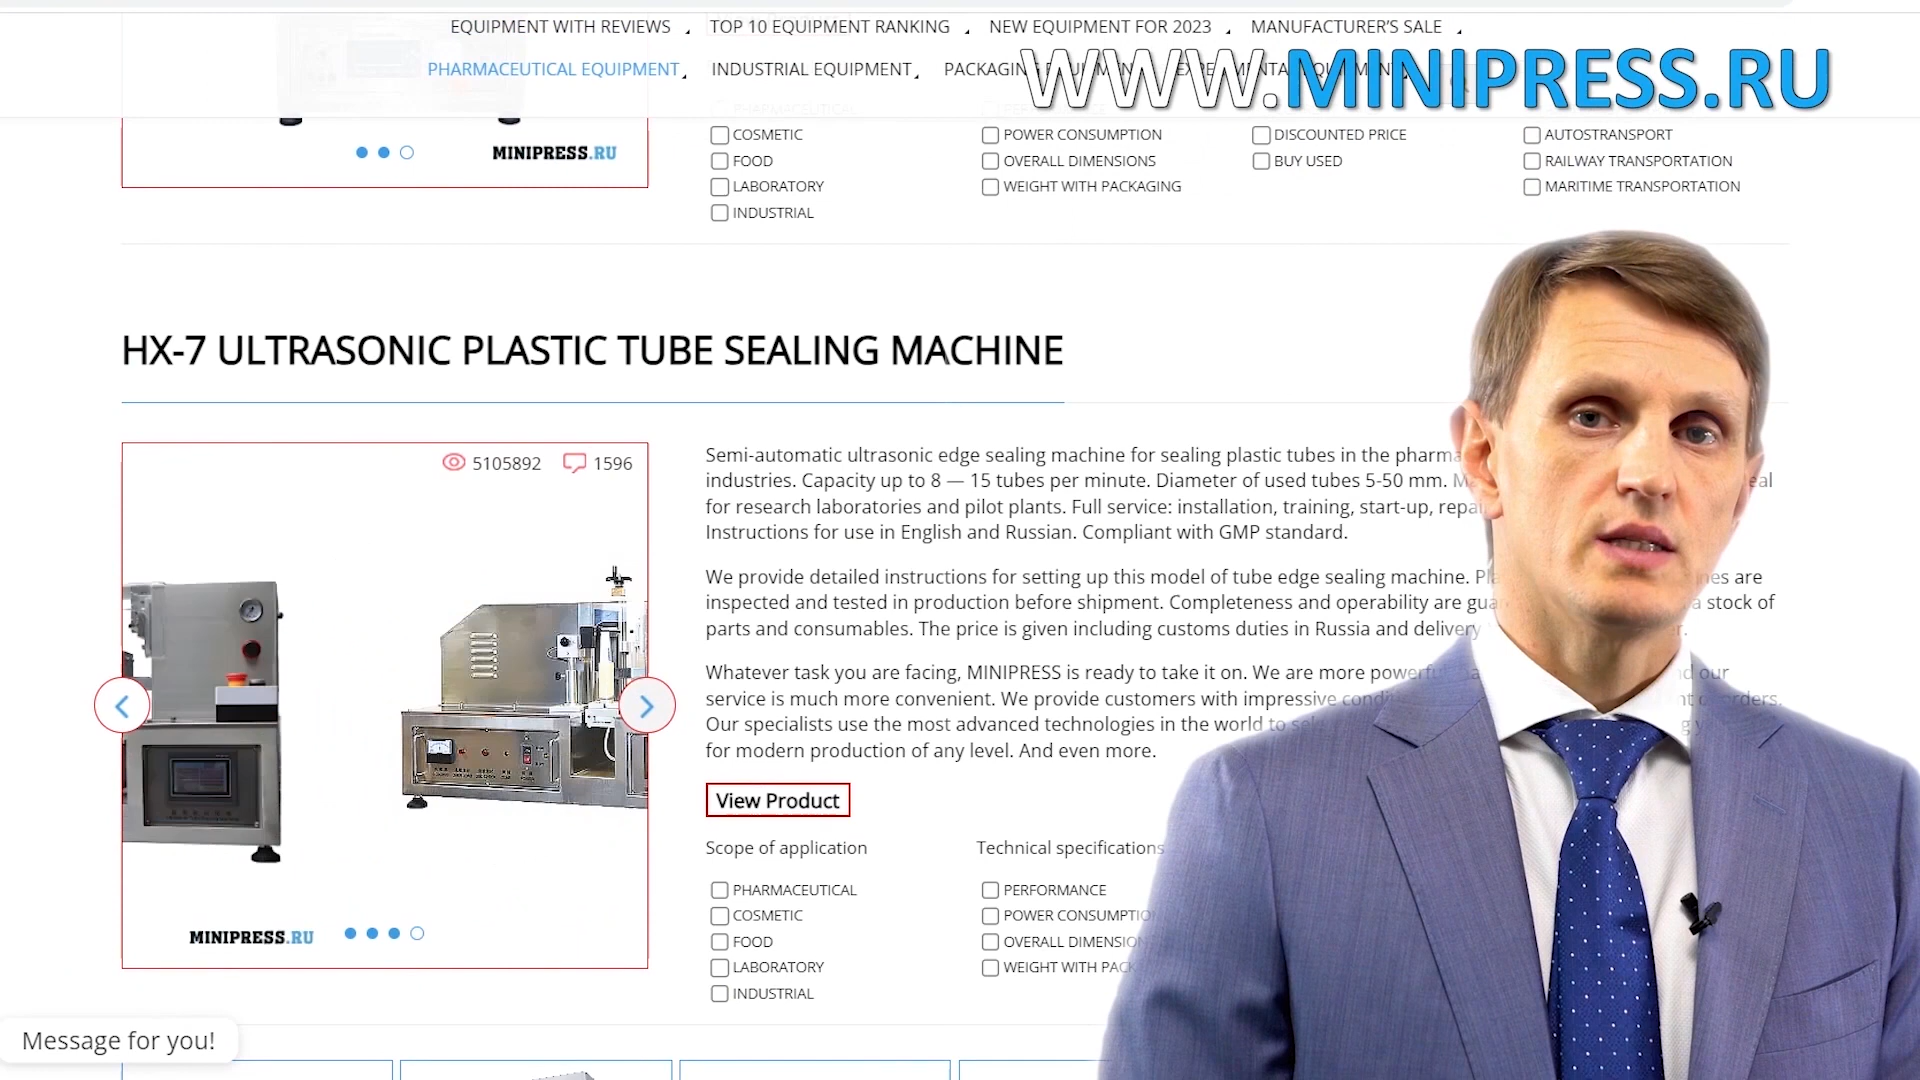 EQUIPMENT WITH REVIEWS TOP 10 EQUIPMENT RANKING NEW EQUIPMENT FOR 2023 MANUFACTURER'S SALE
PHARMACEUTICAL EQUIPMENT INDUSTRIAL EQUIPMENT
WWW.MINIPRESS.RU
COSMETIC POWER CONSUMPTION DISCOUNTED PRICE AUTOSTRANSPORT
FOOD OVERALL DIMENSIONS BUY USED RAILWAY TRANSPORTATION
LABORATORY WEIGHT WITH PACKAGING MARITIME TRANSPORTATION
INDUSTRIAL
MINIPRESS.RU
HX-7 ULTRASONIC PLASTIC TUBE SEALING MACHINE
5105892 1596
Semi-automatic ultrasonic edge sealing machine for sealing plastic tubes in the
industries. Capacity up to 8 — 15 tubes per minute. Diameter of used tubes 5-50 mm.
for research laboratories and pilot plants. Full service: installation, training, start-up,
Instructions for use in English and Russian. Compliant with GMP standard.
We provide detailed instructions for setting up this model of tube edge sealing machine. are
inspected and tested in production before shipment. Completeness and operability are a stock of
parts and consumables. The price is given including customs duties in Russia and delivery
Whatever task you are facing, MINIPRESS is ready to take it on. We are more our
service is much more convenient. We provide customers with impressive
Our specialists use the most advanced technologies in the world to
for modern production of any level. And even more.
View Product
Scope of application Technical specifications
PHARMACEUTICAL PERFORMANCE
COSMETIC POWER
FOOD OVERALL
LABORATORY WEIGHT WITH
INDUSTRIAL
MINIPRESS.RU
Message for you!